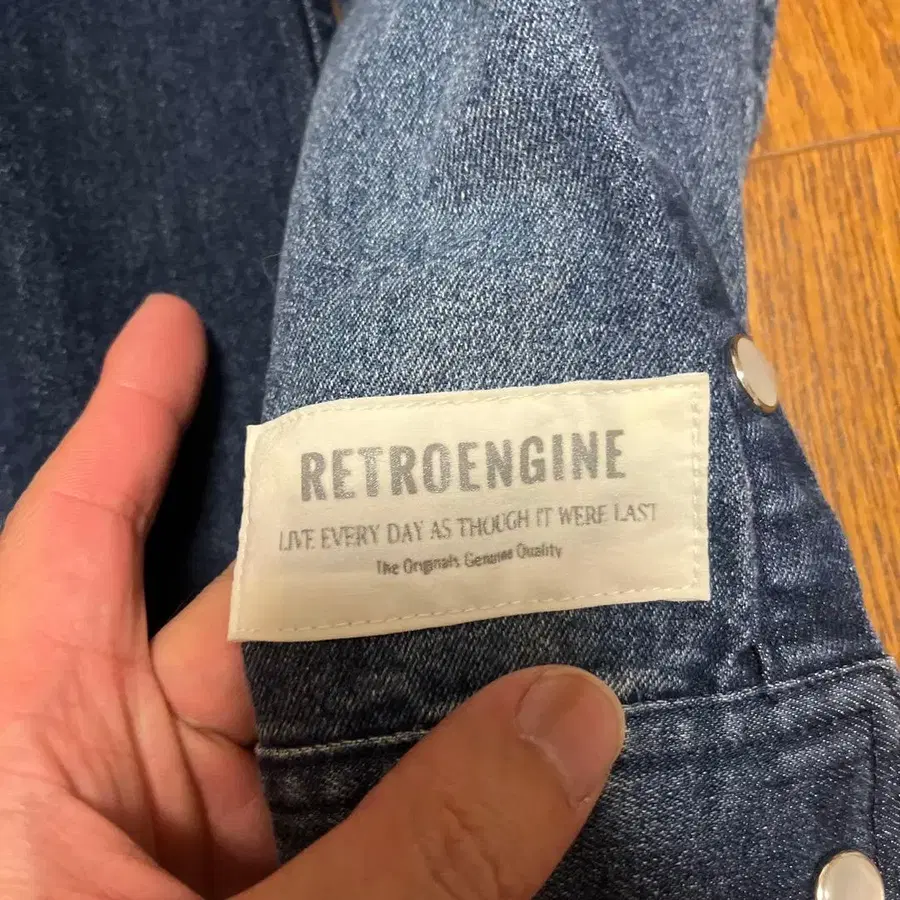 RETROENGINE
LIVE EVERY DAY AS THOUGH IT WERE LAST
The Originals Genuine Quality